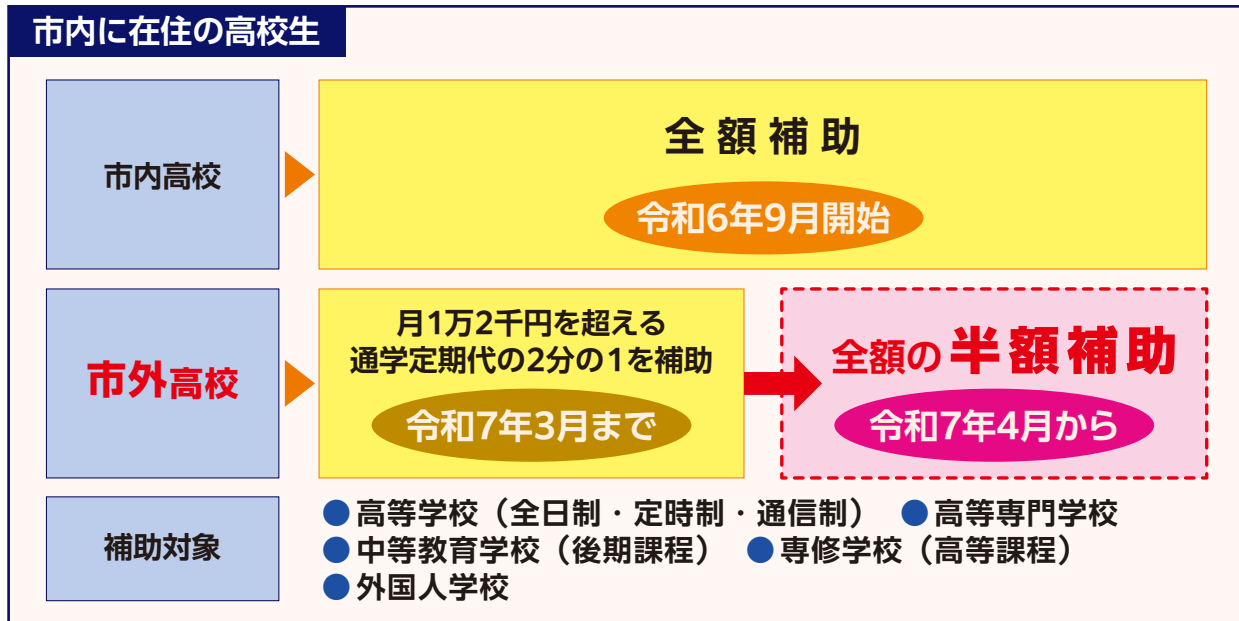 市内に在住の高校生
市内高校
全額補助
令和6年9月開始
市外高校
月1万2千円を超える
通学定期代の2分の1を補助
令和7年3月まで
全額の半額補助
令和7年4月から
補助対象
●高等学校（全日制・定時制・通信制） ●高等専門学校
●中等教育学校（後期課程） ●専修学校（高等課程）
●外国人学校